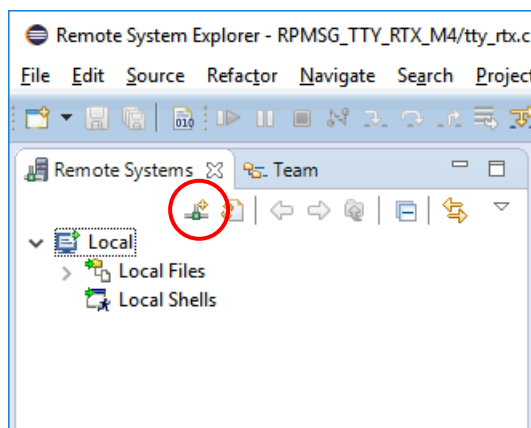 Remote System Explorer - RPMSG_TTY_RTX_M4/tty_rtx.c
File Edit Source Refactor Navigate Search Project
010
Remote Systems Team
Local
Local Files
Local Shells